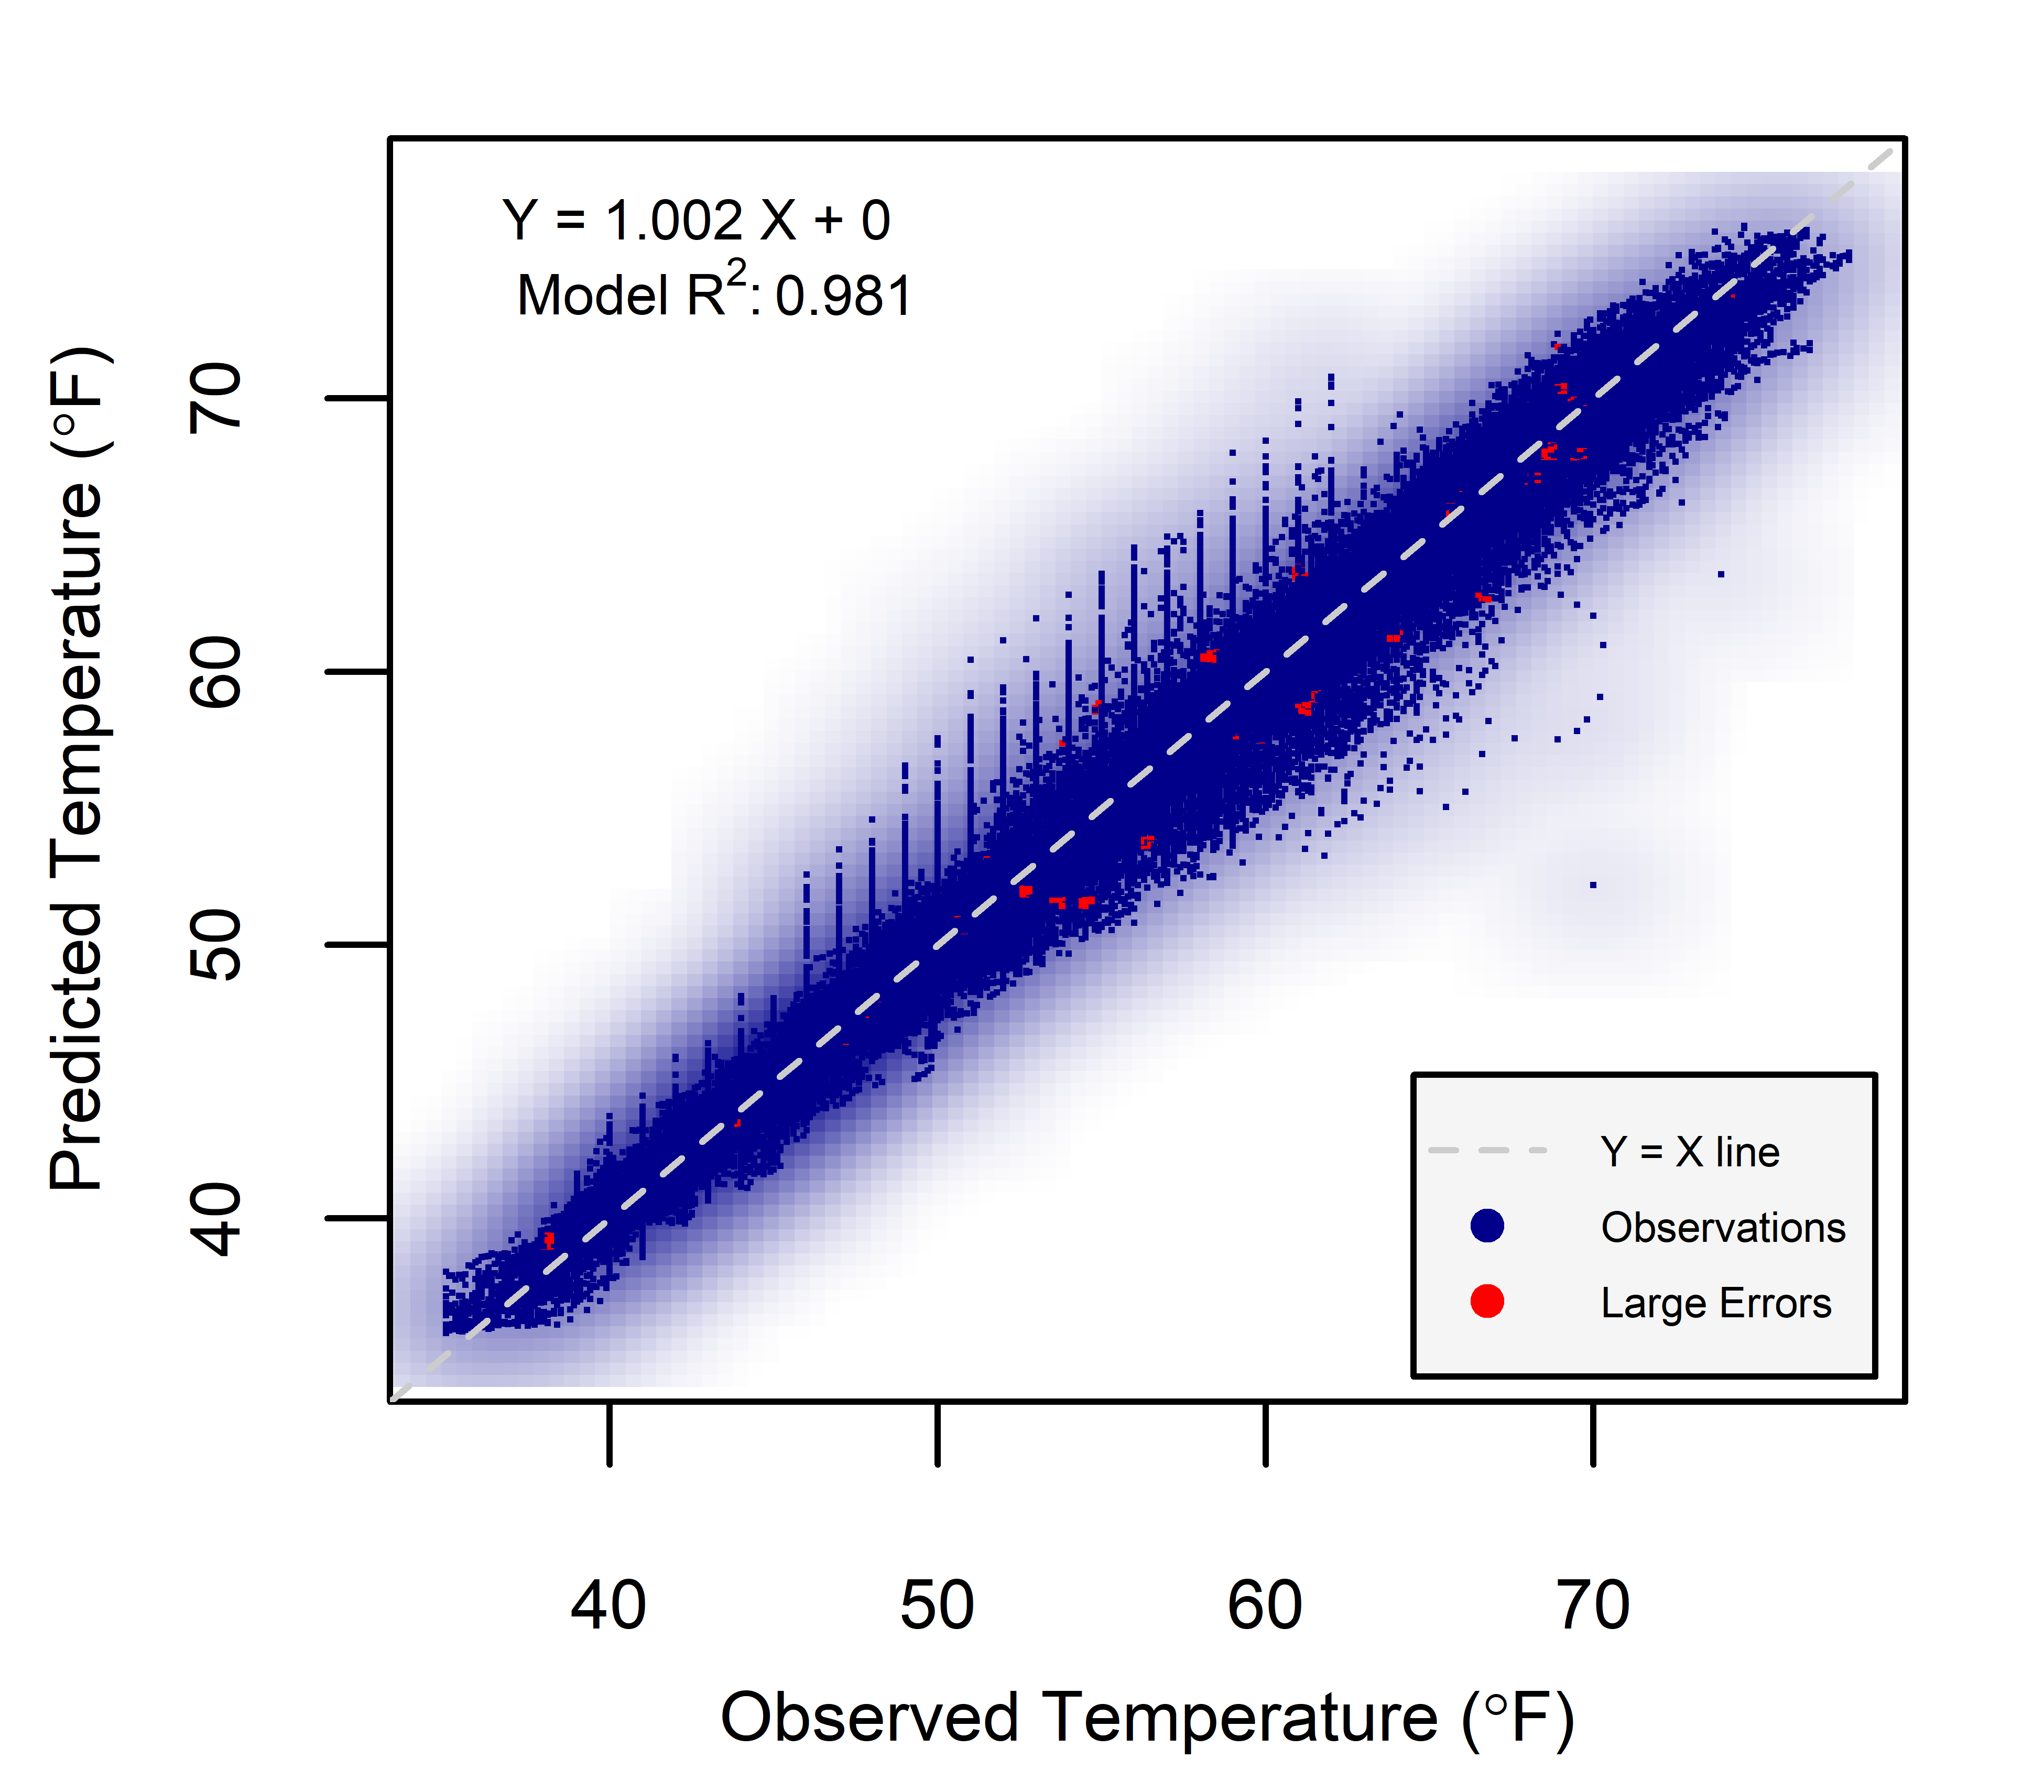 Y = 1.002 X + 0
Model R²: 0.981
Predicted Temperature (°F)
70
60
50
40
Y = X line
Observations
Large Errors
40 50 60 70
Observed Temperature (°F)